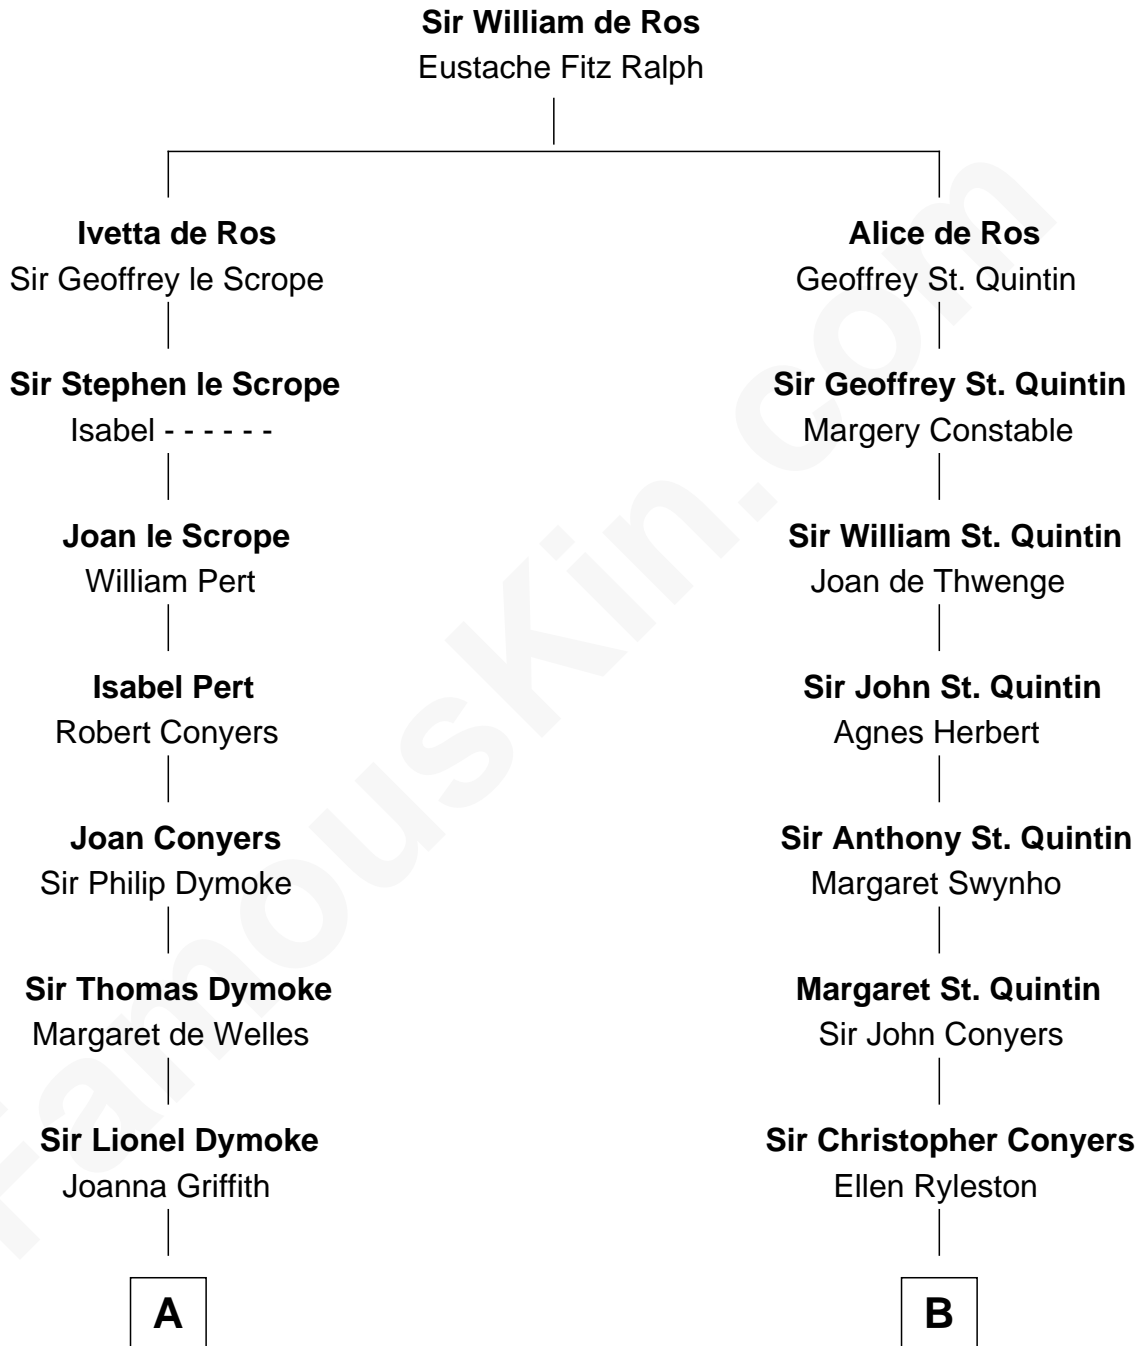 Sir William de Ros
Eustache Fitz Ralph
Ivetta de Ros
Sir Geoffrey le Scrope
Alice de Ros
Geoffrey St. Quintin
Sir Stephen le Scrope
Isabel - - - - - -
Sir Geoffrey St. Quintin
Margery Constable
Joan le Scrope
William Pert
Sir William St. Quintin
Joan de Thwenge
Isabel Pert
Robert Conyers
Sir John St. Quintin
Agnes Herbert
Joan Conyers
Sir Philip Dymoke
Sir Anthony St. Quintin
Margaret Swynho
Sir Thomas Dymoke
Margaret de Welles
Margaret St. Quintin
Sir John Conyers
Sir Lionel Dymoke
Joanna Griffith
Sir Christopher Conyers
Ellen Ryleston
A
B
FamousKin.com